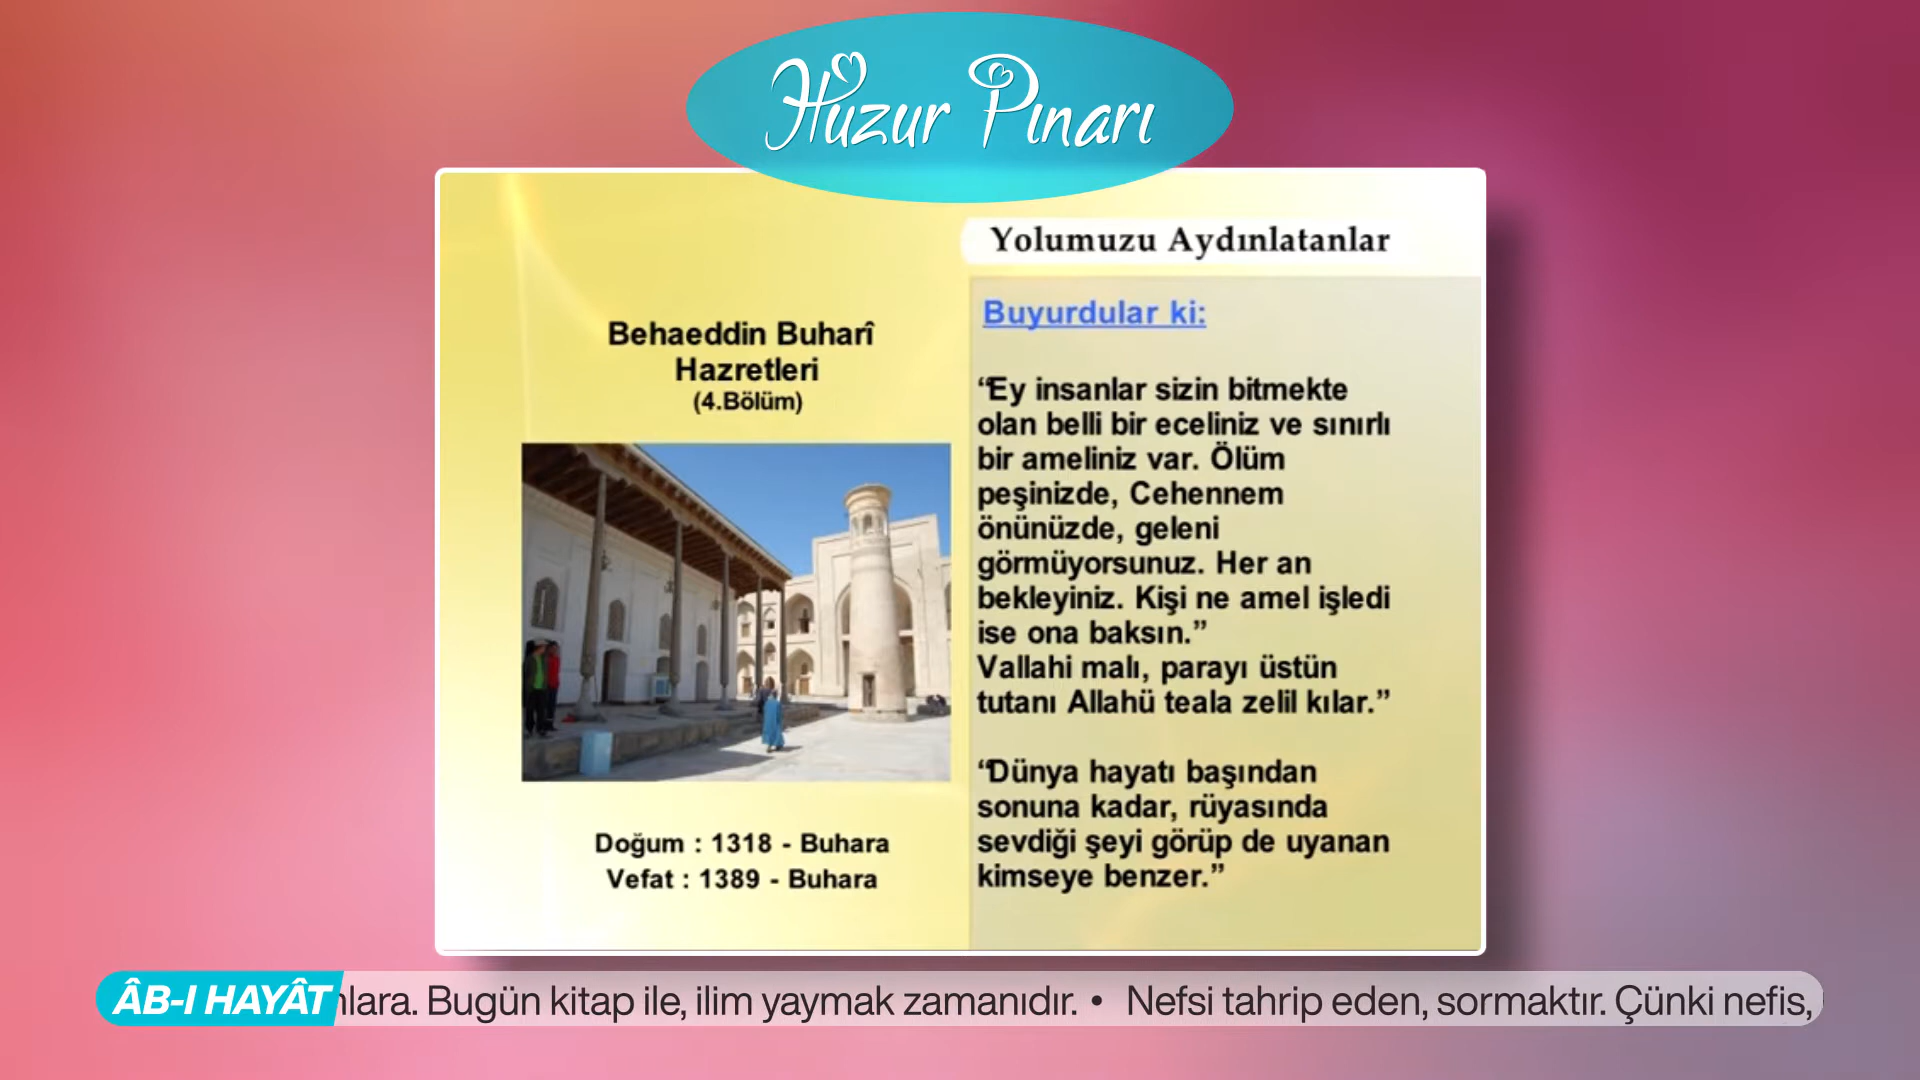 Huzur Pınarı
Yolumuzu Aydınlatanlar
Behaeddin Buharî
Hazretleri
(4.Bölüm)
Doğum : 1318 - Buhara
Vefat : 1389 - Buhara
Buyurdular ki:
“Ey insanlar sizin bitmekte
olan belli bir eceliniz ve sınırlı
bir ameliniz var. Ölüm
peşinizde, Cehennem
önünüzde, geleni
görmüyorsunuz. Her an
bekleyiniz. Kişi ne amel işledi
ise ona baksın.”
Vallahi malı, parayı üstün
tutanı Allahü teala zelil kılar.”
“Dünya hayatı başından
sonuna kadar, rüyasında
sevdiği şeyi görüp de uyanan
kimseye benzer.”
ÂB-I HAYÂT
nlara. Bugün kitap ile, ilim yaymak zamanıdır. • Nefsi tahrip eden, sormaktır. Çünki nefis,